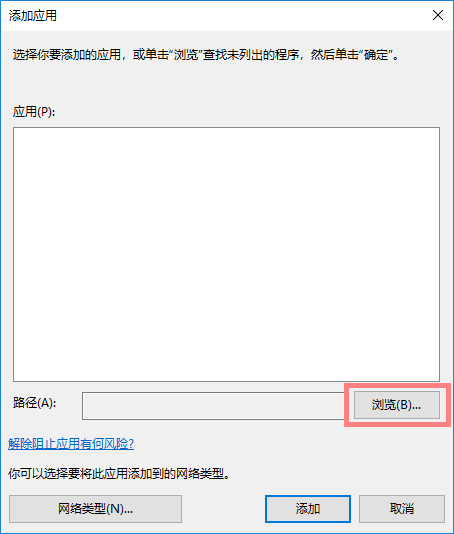 添加应用
选择你要添加的应用，或单击“浏览”查找未列出的程序，然后单击“确定”。
应用(P):
路径(A):
浏览(B)...
解除阻止应用有何风险?
你可以选择要将此应用添加到的网络类型。
网络类型(N)...
添加
取消